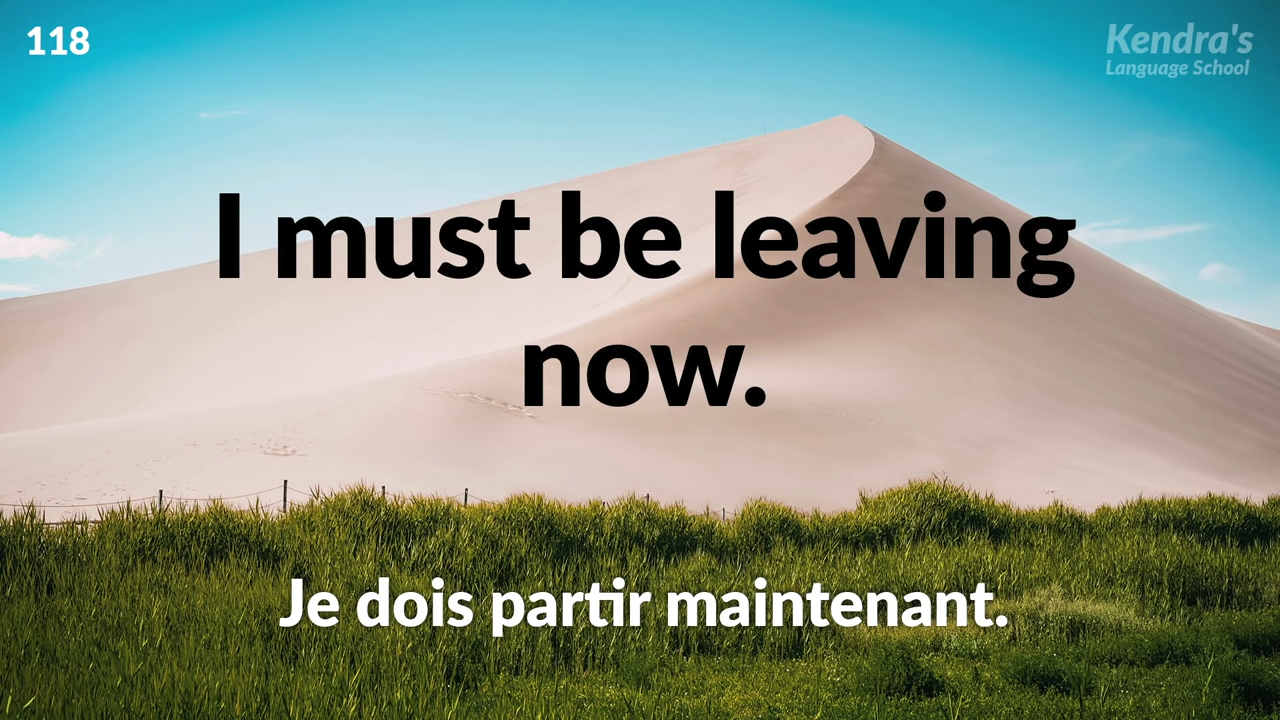 118
Kendra's
Language School
I must be leaving
now.
Je dois partir maintenant.